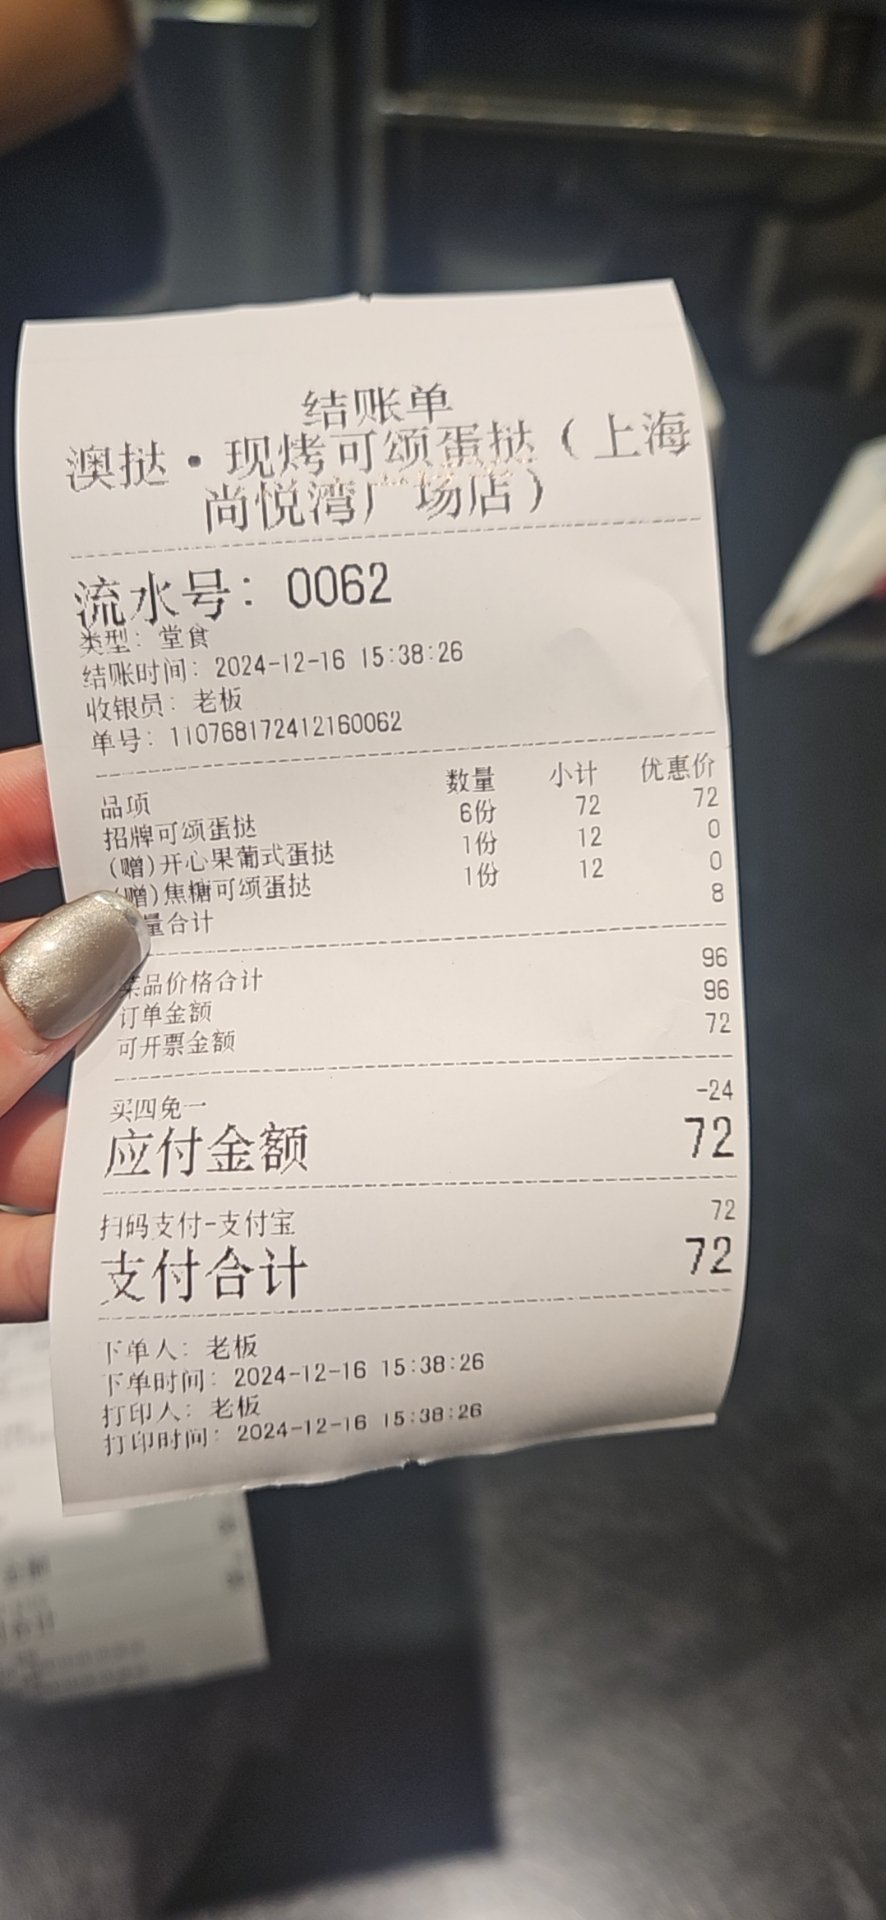 结账单
澳挞·现烤可颂蛋挞（上海
尚悦湾广场店）
流水号：0062
类型：堂食
结账时间：2024-12-16 15:38:26
收银员：老板
单号：110768172412160062
品项 数量 小计 优惠价
招牌可颂蛋挞 6份 72 72
(赠)开心果葡式蛋挞 1份 12 0
(赠)焦糖可颂蛋挞 1份 12 0
量合计 8
菜品价格合计 96
订单金额 96
可开票金额 72
买四免一 -24
应付金额 72
扫码支付-支付宝 72
支付合计 72
下单人：老板
下单时间：2024-12-16 15:38:26
打印人：老板
打印时间：2024-12-16 15:38:26